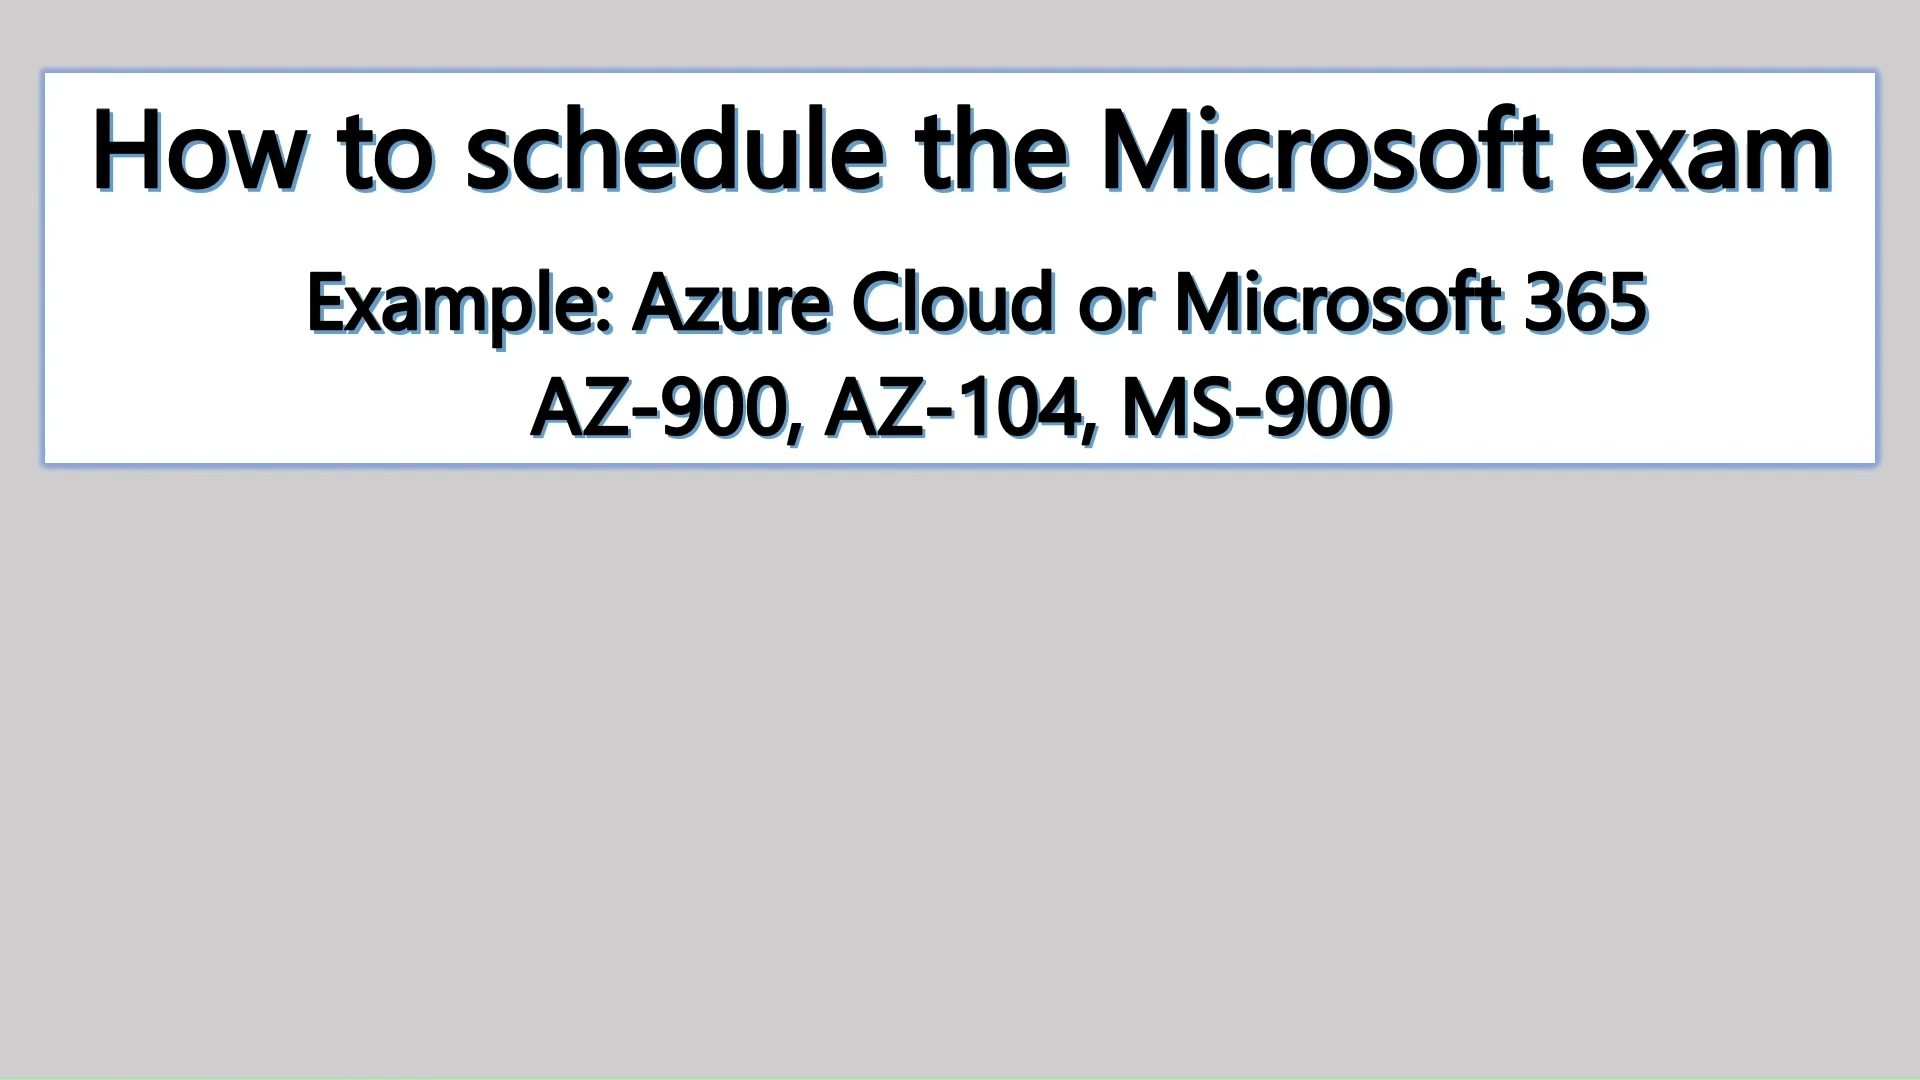 How to schedule the Microsoft exam
Example: Azure Cloud or Microsoft 365
AZ-900, AZ-104, MS-900